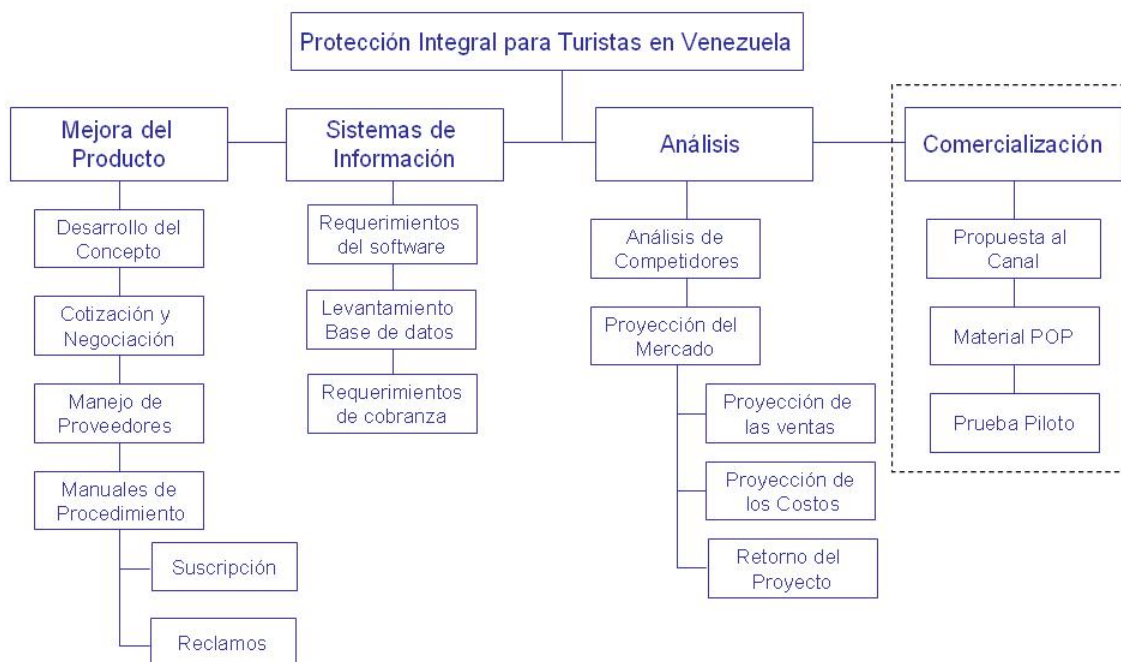 Protección Integral para Turistas en Venezuela
Mejora del
Producto
Sistemas de
Información
Análisis
Comercialización
Desarrollo del
Concepto
Cotización y
Negociación
Manejo de
Proveedores
Manuales de
Procedimiento
Suscripción
Reclamos
Requerimientos
del software
Levantamiento
Base de datos
Requerimientos
de cobranza
Análisis de
Competidores
Proyección del
Mercado
Proyección de
las ventas
Proyección de
los Costos
Retorno del
Proyecto
Propuesta al
Canal
Material POP
Prueba Piloto